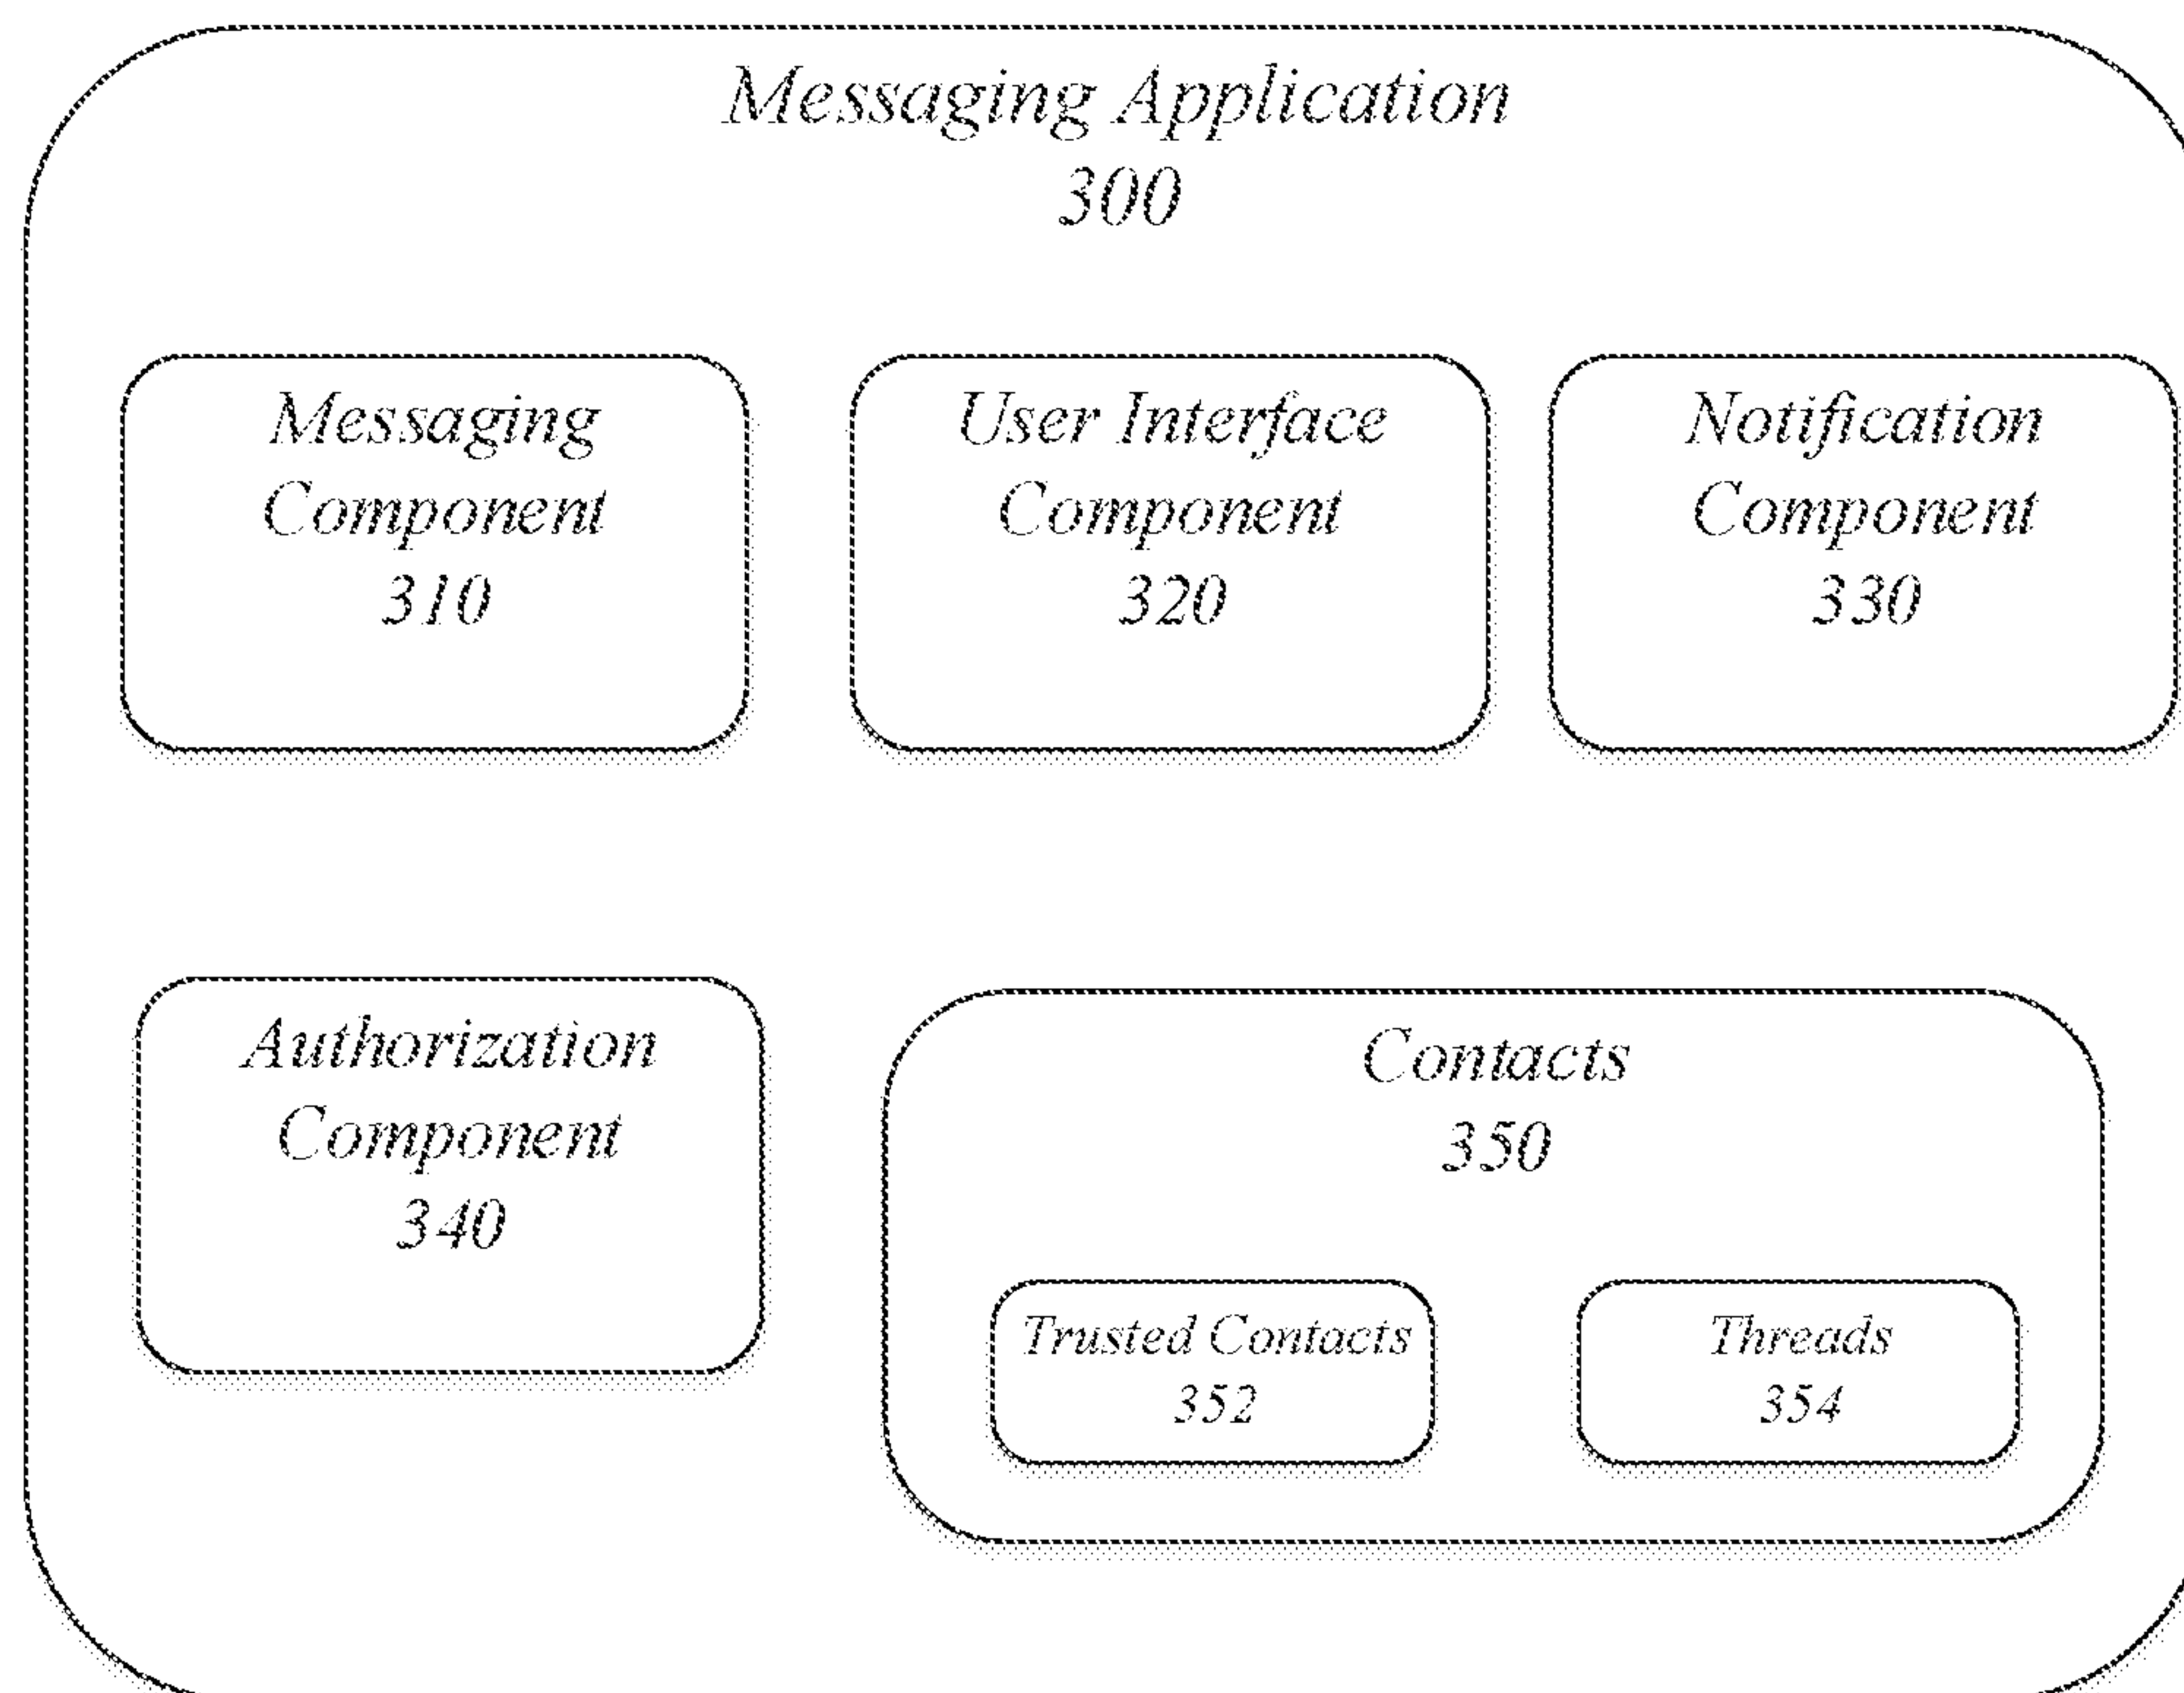 Messaging Application
300
Messaging
Component
310
User Interface
Component
320
Notification
Component
330
Authorization
Component
340
Contacts
350
Trusted Contacts
352
Threads
354